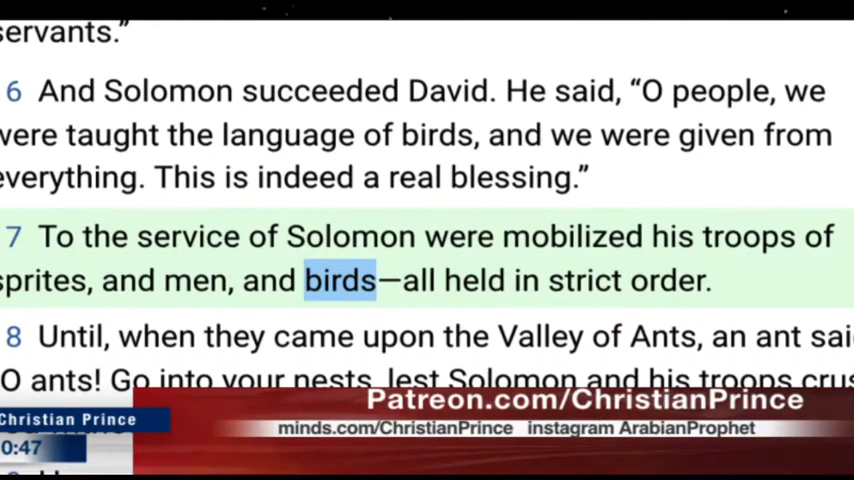 servants.”
6 And Solomon succeeded David. He said, “O people, we
were taught the language of birds, and we were given from
everything. This is indeed a real blessing.”
7 To the service of Solomon were mobilized his troops of
sprites, and men, and birds—all held in strict order.
8 Until, when they came upon the Valley of Ants, an ant sai
O ants! Go into your nests, lest Solomon and his troops crus
Patreon.com/ChristianPrince
Christian Prince
minds.com/ChristianPrince instagram ArabianProphet
0:47